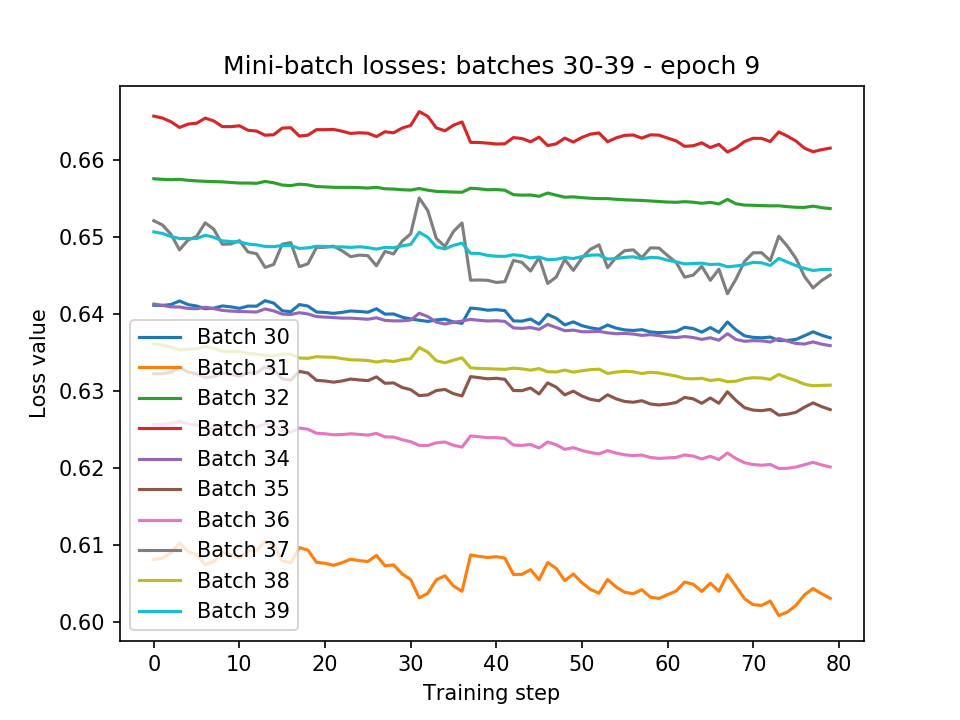 Mini-batch losses: batches 30-39 - epoch 9
Loss value
0.66
0.65
0.64
0.63
0.62
0.61
0.60
Batch 30
Batch 31
Batch 32
Batch 33
Batch 34
Batch 35
Batch 36
Batch 37
Batch 38
Batch 39
0 10 20 30 40 50 60 70 80
Training step